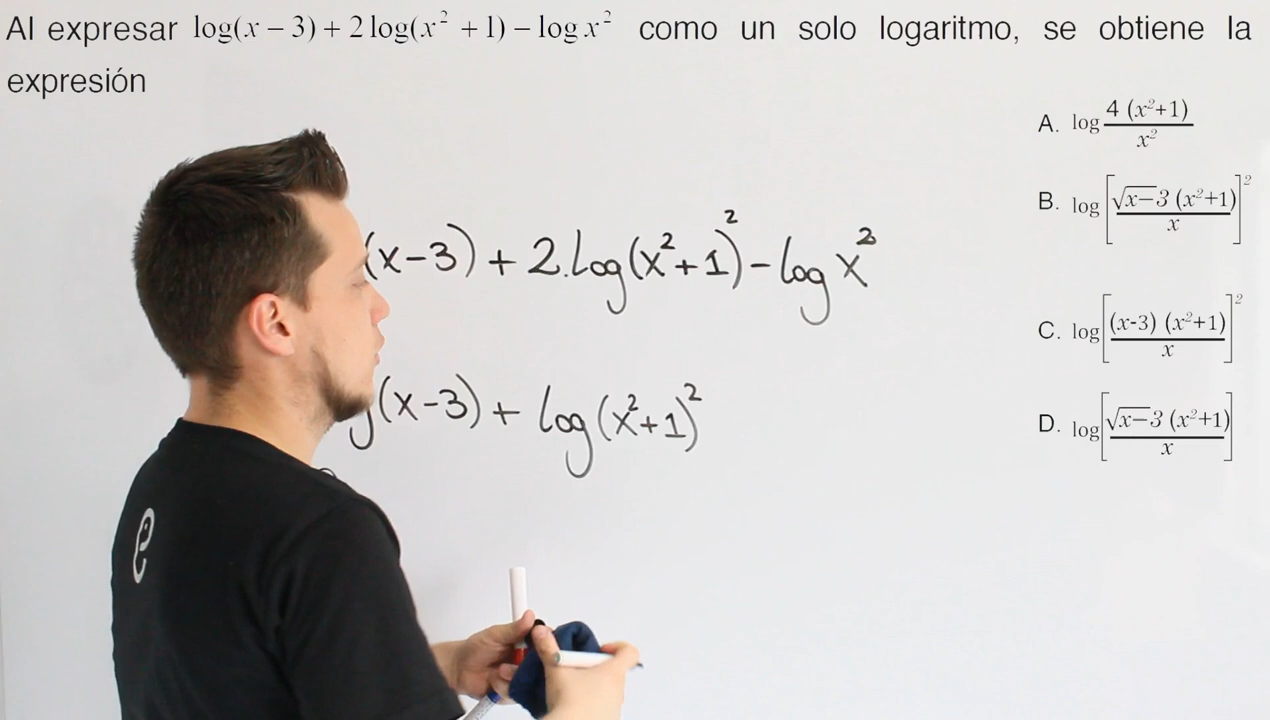 Al expresar log(x − 3) + 2 log(x² + 1) − log x² como un solo logaritmo, se obtiene la
expresión
A. log 4 (x²+1) / x²
B. log [√x−3 (x²+1) / x]²
C. log [(x-3) (x²+1) / x]²
D. log [√x−3 (x²+1) / x]
(x-3) + 2.log(x²+1)² - log x²
g(x-3) + log(x²+1)²
e